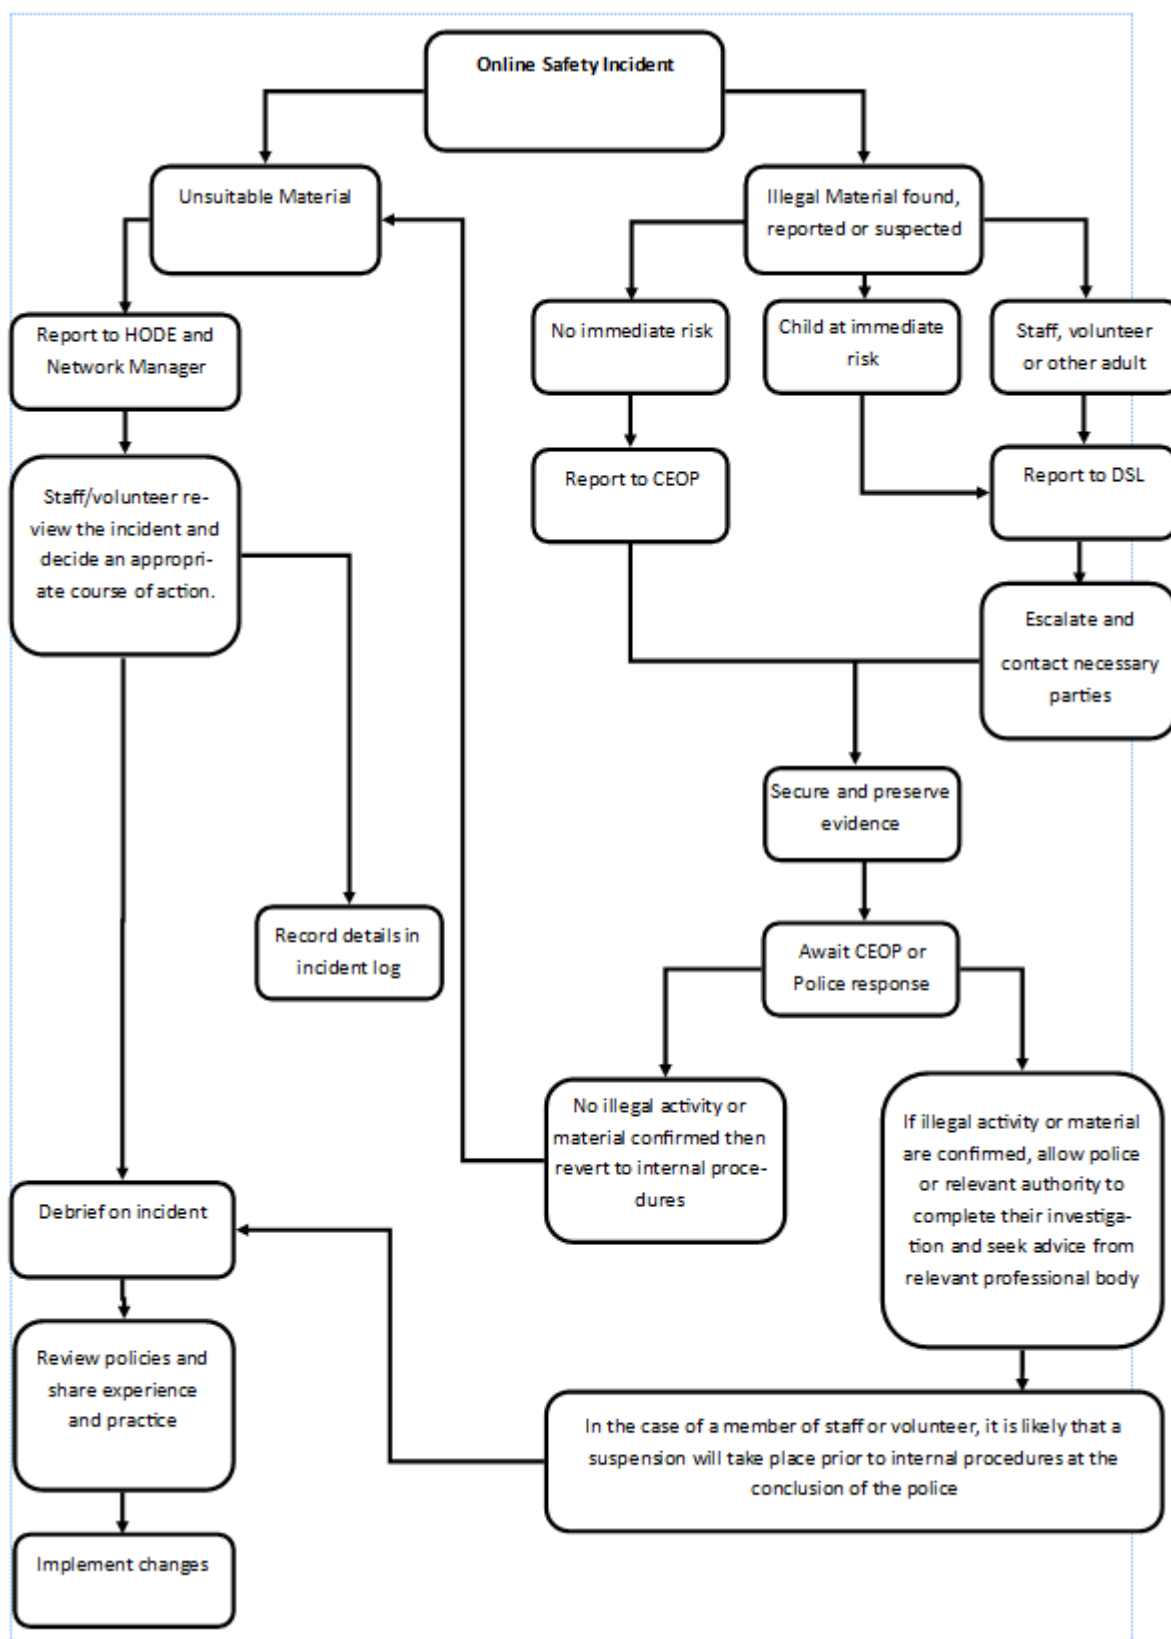 Online Safety Incident
Unsuitable Material
Illegal Material found,
reported or suspected
Report to HODE and
Network Manager
No immediate risk
Child at immediate
risk
Staff, volunteer
or other adult
Staff/volunteer re-
view the incident and
decide an appropri-
ate course of action.
Report to CEOP
Report to DSL
Escalate and
contact necessary
parties
Secure and preserve
evidence
Record details in
incident log
Await CEOP or
Police response
No illegal activity or
material confirmed then
revert to internal proce-
dures
If illegal activity or material
are confirmed, allow police
or relevant authority to
complete their investiga-
tion and seek advice from
relevant professional body
Debrief on incident
Review policies and
share experience
and practice
In the case of a member of staff or volunteer, it is likely that a
suspension will take place prior to internal procedures at the
conclusion of the police
Implement changes